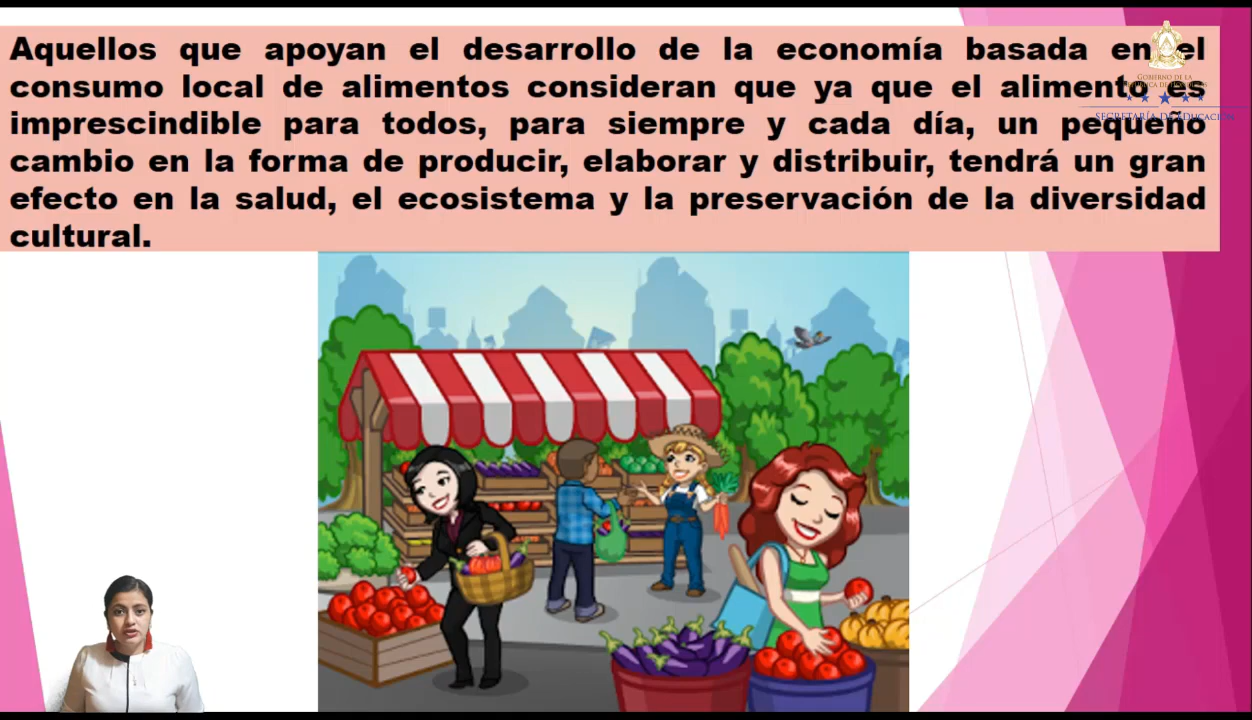 Aquellos que apoyan el desarrollo de la economía basada en el
consumo local de alimentos consideran que ya que el alimento es
imprescindible para todos, para siempre y cada día, un pequeño
cambio en la forma de producir, elaborar y distribuir, tendrá un gran
efecto en la salud, el ecosistema y la preservación de la diversidad
cultural.
GOBIERNO DE LA
SECRETARÍA DE EDUCACIÓN